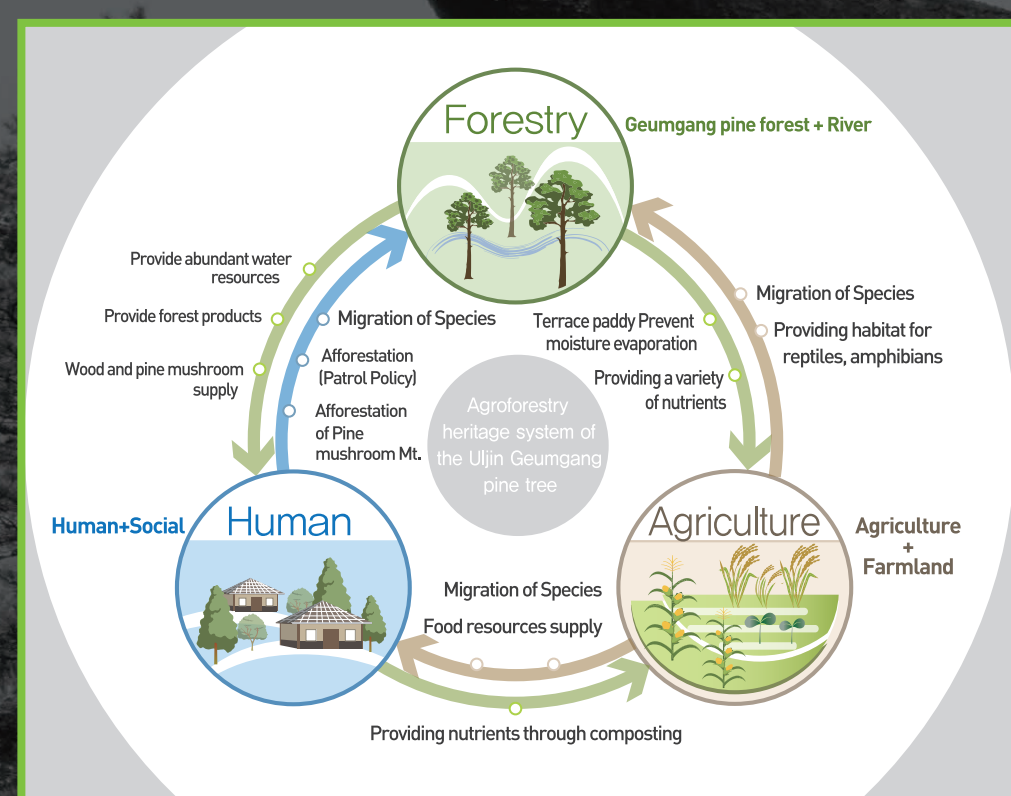 Forestry
Geumgang pine forest + River
Provide abundant water
resources
Provide forest products
Wood and pine mushroom
supply
Migration of Species
Afforestation
(Patrol Policy)
Afforestation
of Pine
mushroom Mt.
Terrace paddy Prevent
moisture evaporation
Providing a variety
of nutrients
Migration of Species
Providing habitat for
reptiles, amphibians
Agroforestry
heritage system of
the Uljin Geumgang
pine tree
Human+Social
Human
Agriculture
Agriculture
+
Farmland
Migration of Species
Food resources supply
Providing nutrients through composting